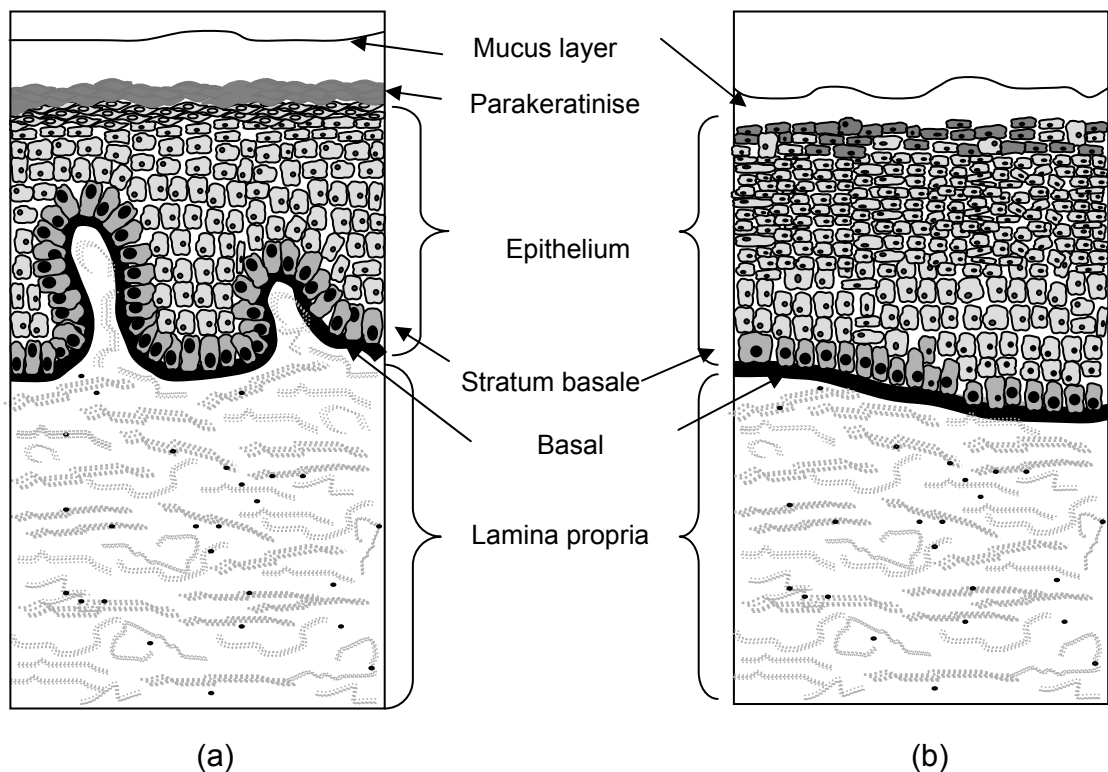 Mucus layer
Parakeratinise
Epithelium
Stratum basale
Basal
Lamina propria
(a)
(b)